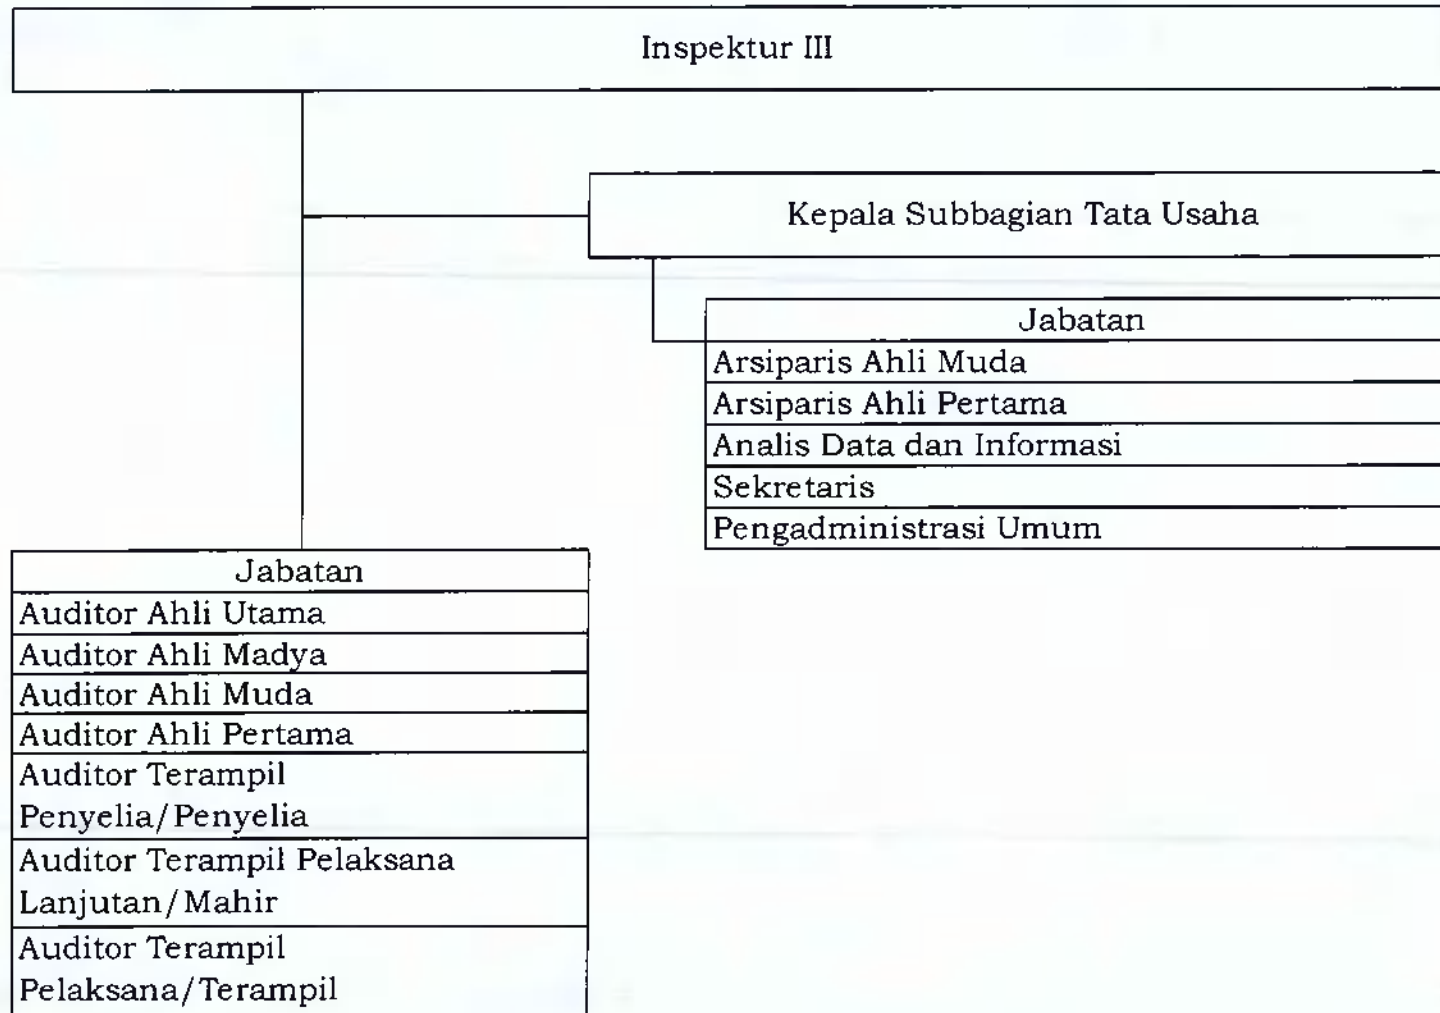 Inspektur III
Kepala Subbagian Tata Usaha
Jabatan
Arsiparis Ahli Muda
Arsiparis Ahli Pertama
Analis Data dan Informasi
Sekretaris
Pengadministrasi Umum
Jabatan
Auditor Ahli Utama
Auditor Ahli Madya
Auditor Ahli Muda
Auditor Ahli Pertama
Auditor Terampil
Penyelia/Penyelia
Auditor Terampil Pelaksana
Lanjutan/Mahir
Auditor Terampil
Pelaksana/Terampil